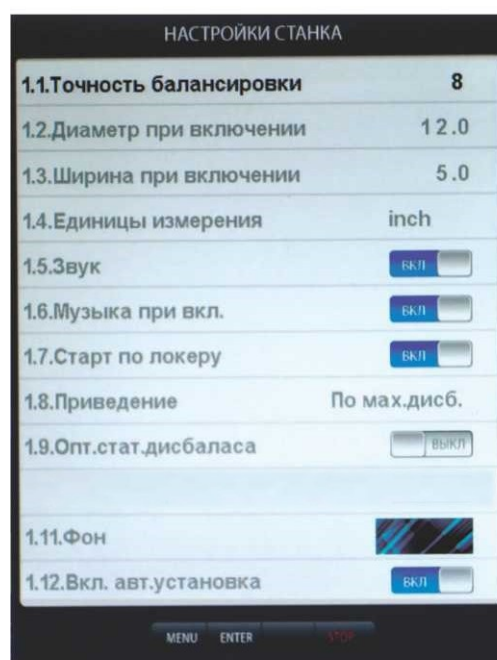 НАСТРОЙКИ СТАНКА
1.1.Точность балансировки 8
1.2.Диаметр при включении 12.0
1.3.Ширина при включении 5.0
1.4.Единицы измерения inch
1.5.Звук ВКЛ
1.6.Музыка при вкл. ВКЛ
1.7.Старт по локеру ВКЛ
1.8.Приведение По мах.дисб.
1.9.Опт.стат.дисбаласа ВЫКЛ
1.11.Фон
1.12.Вкл. авт.установка ВКЛ
MENU ENTER STOP